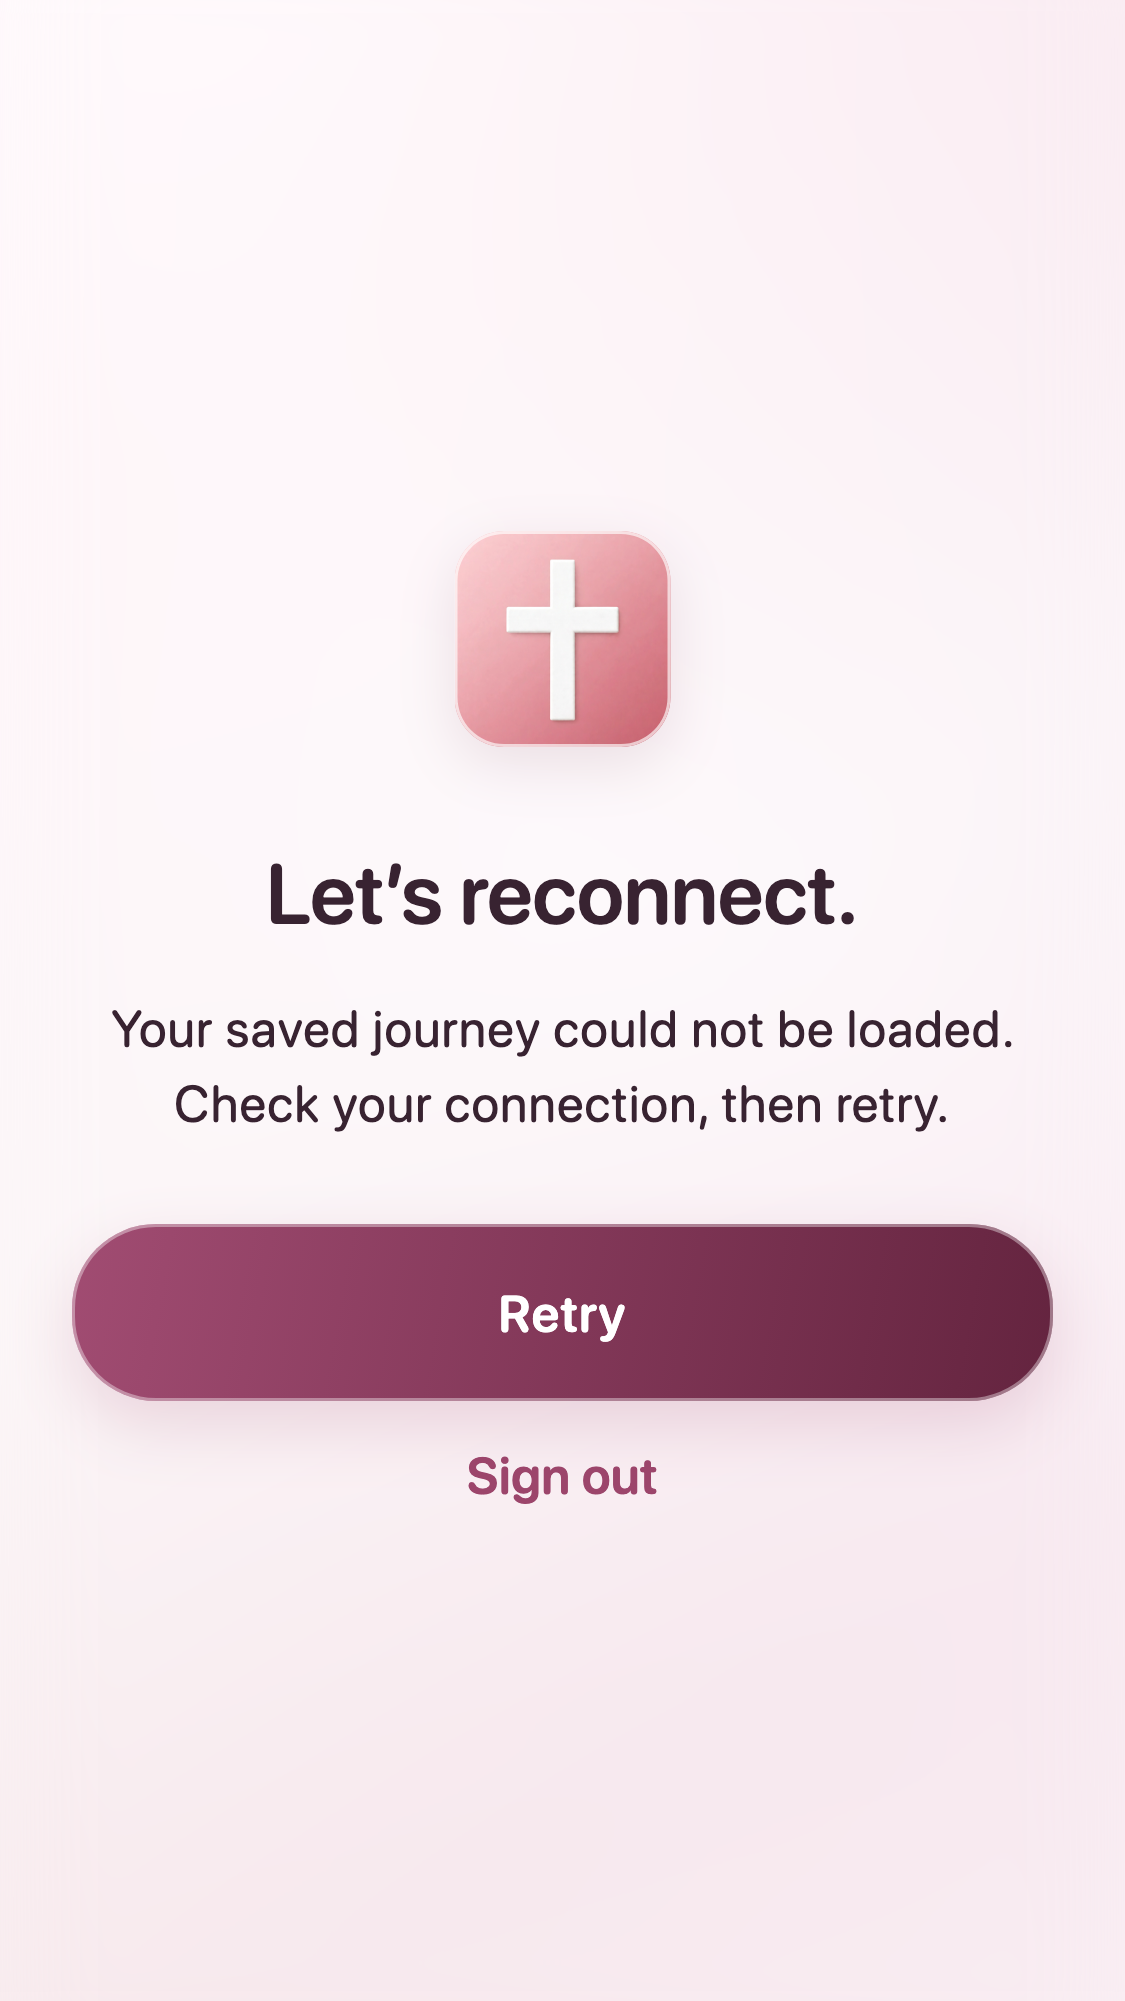 Let's reconnect.
Your saved journey could not be loaded.
Check your connection, then retry.
Retry
Sign out